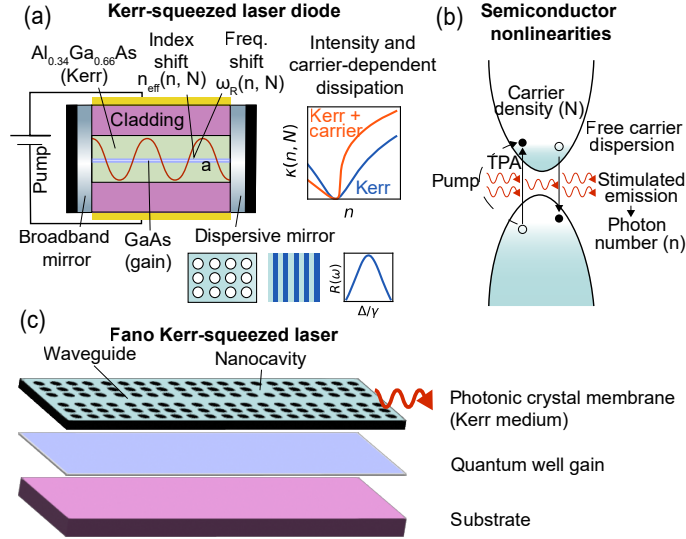 (a)
Kerr-squeezed laser diode
Al0.34Ga0.66As
(Kerr)
Index
shift
neff(n, N)
Freq.
shift
ωR(n, N)
Cladding
a
Pump
Broadband
mirror
GaAs
(gain)
Dispersive mirror
Intensity and
carrier-dependent
dissipation
Kerr +
carrier
Kerr
κ(n, N)
n
R(ω)
Δ/γ
(b)
Semiconductor
nonlinearities
Carrier
density (N)
Free carrier
dispersion
TPA
Pump
Stimulated
emission
Photon
number (n)
(c)
Fano Kerr-squeezed laser
Waveguide
Nanocavity
Photonic crystal membrane
(Kerr medium)
Quantum well gain
Substrate